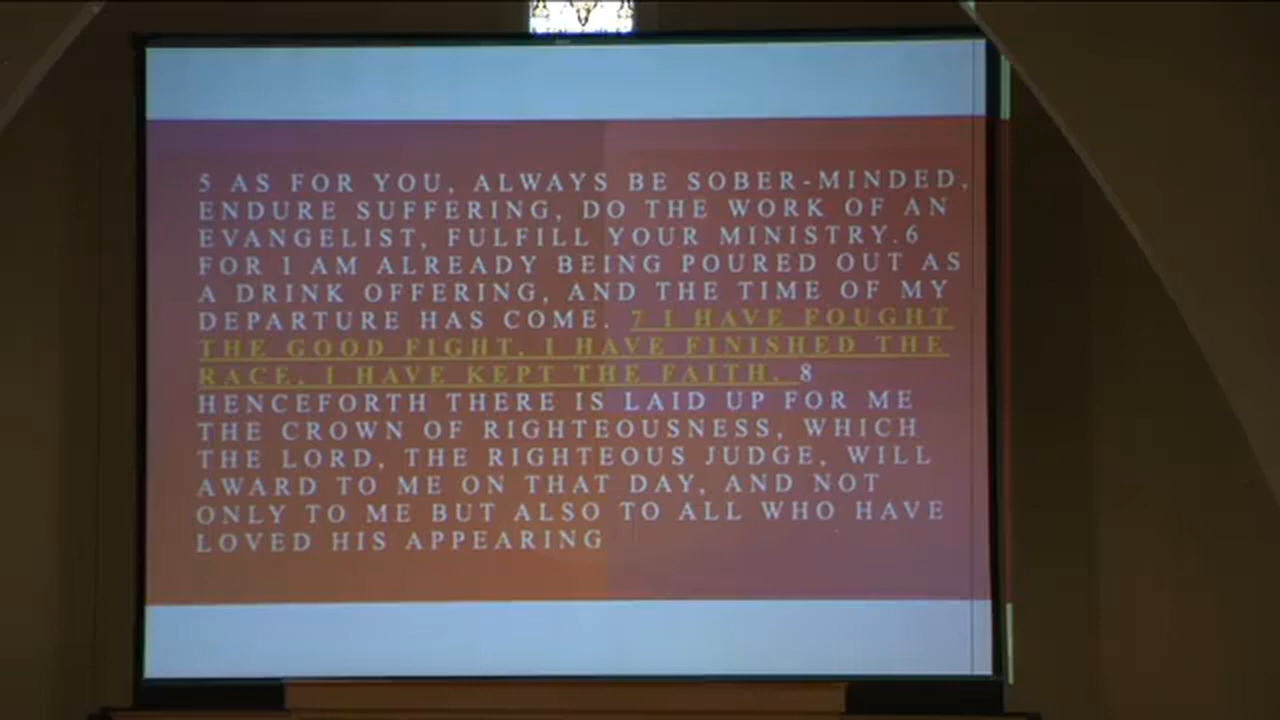 5 AS FOR YOU, ALWAYS BE SOBER-MINDED,
ENDURE SUFFERING, DO THE WORK OF AN
EVANGELIST, FULFILL YOUR MINISTRY.6
FOR I AM ALREADY BEING POURED OUT AS
A DRINK OFFERING, AND THE TIME OF MY
DEPARTURE HAS COME. 7 I HAVE FOUGHT
THE GOOD FIGHT, I HAVE FINISHED THE
RACE, I HAVE KEPT THE FAITH. 8
HENCEFORTH THERE IS LAID UP FOR ME
THE CROWN OF RIGHTEOUSNESS, WHICH
THE LORD, THE RIGHTEOUS JUDGE, WILL
AWARD TO ME ON THAT DAY, AND NOT
ONLY TO ME BUT ALSO TO ALL WHO HAVE
LOVED HIS APPEARING